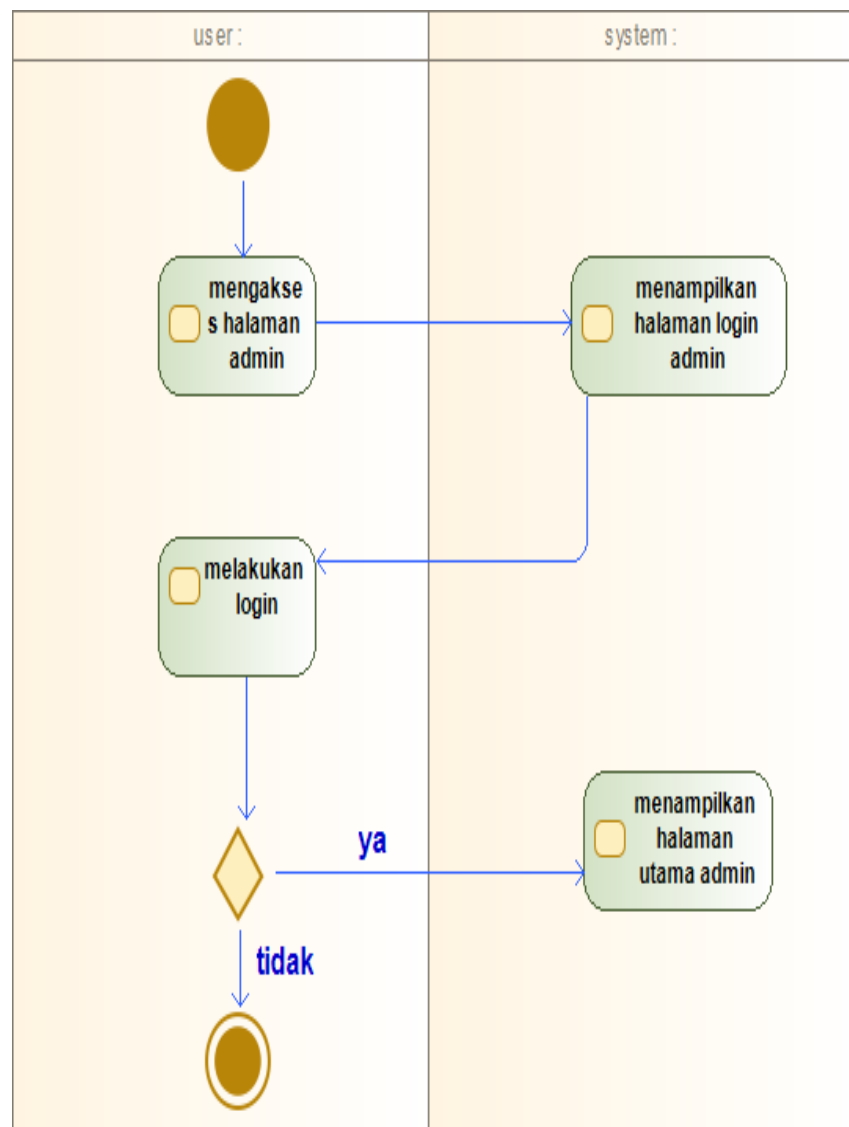 user :
system :
mengakse
s halaman
admin
menampilkan
halaman login
admin
melakukan
login
ya
menampilkan
halaman
utama admin
tidak